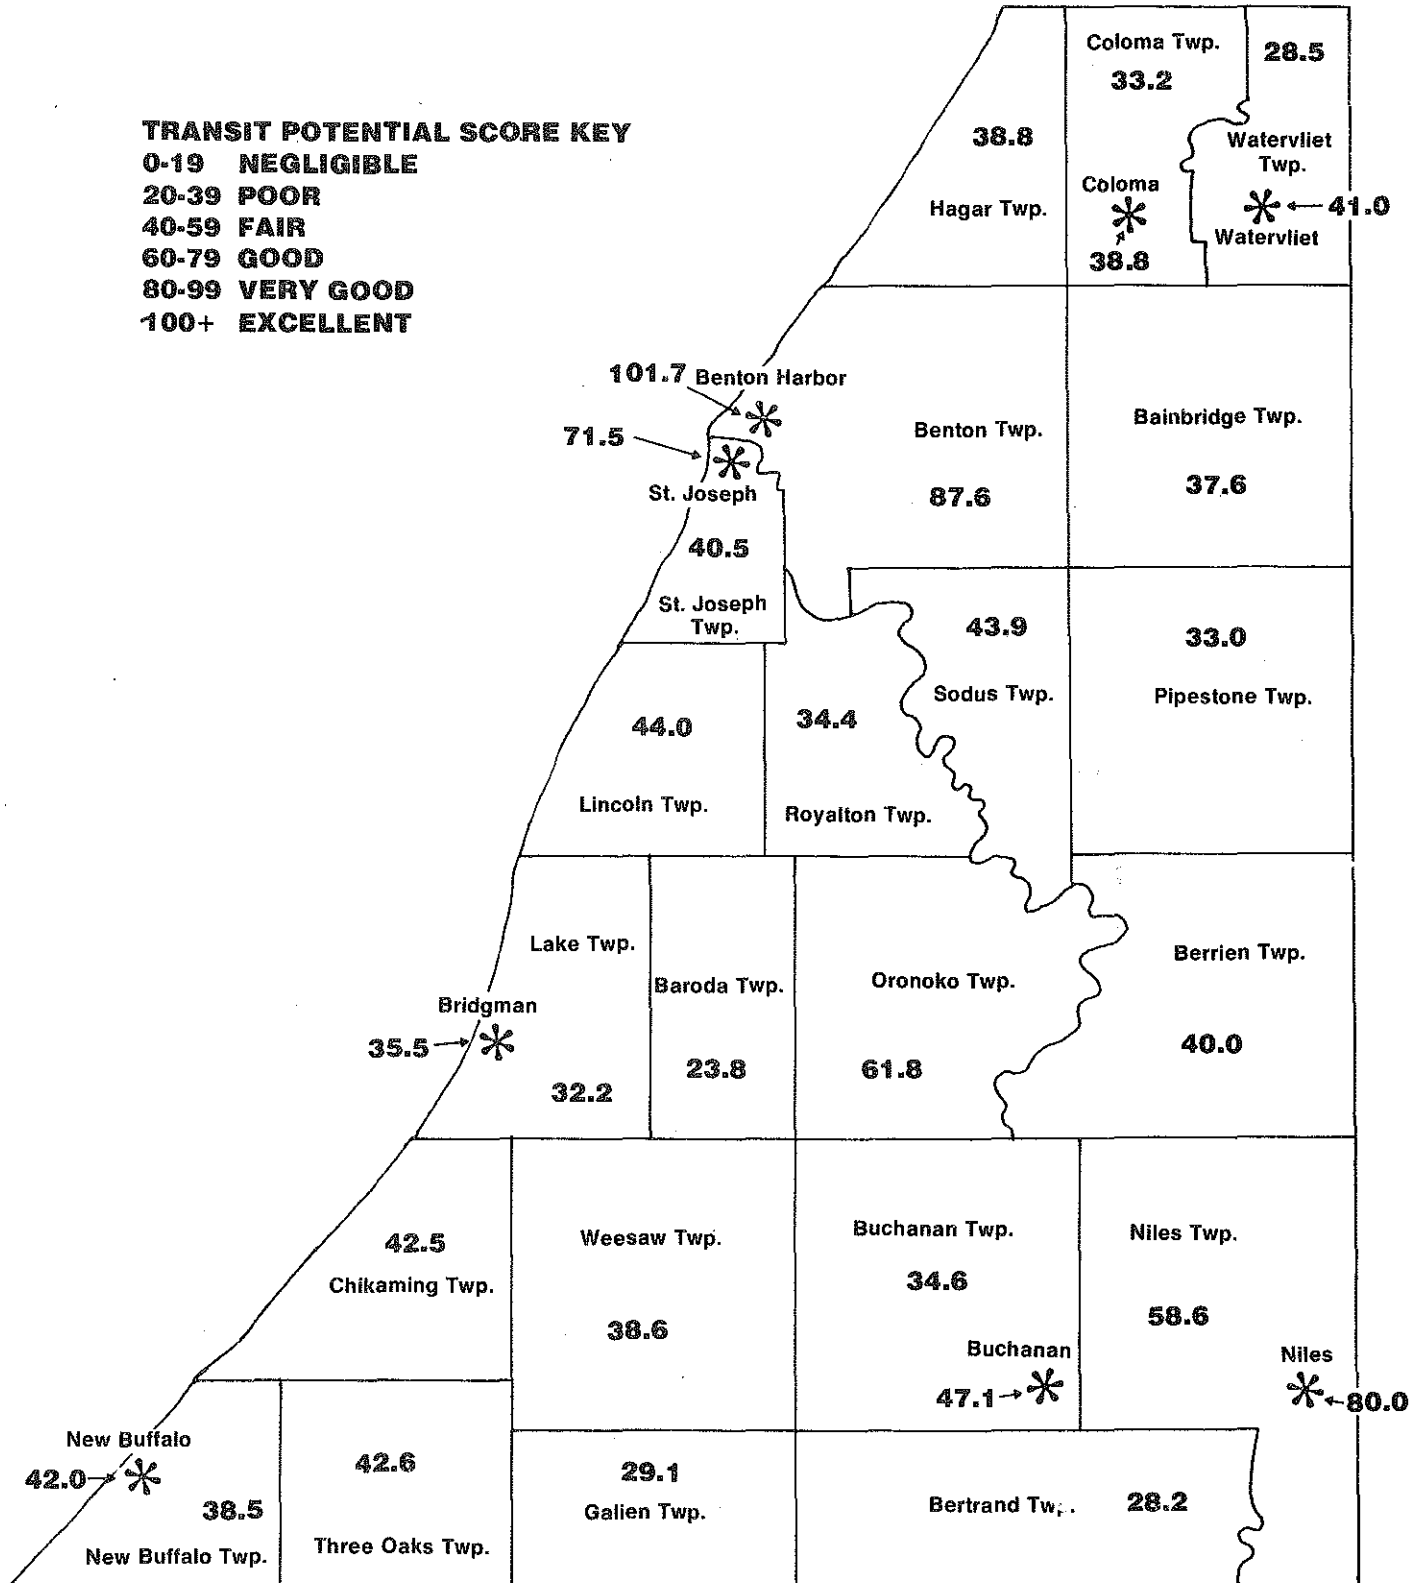 TRANSIT POTENTIAL SCORE KEY
0-19 NEGLIGIBLE
20-39 POOR
40-59 FAIR
60-79 GOOD
80-99 VERY GOOD
100+ EXCELLENT
Coloma Twp.
33.2
28.5
Watervliet
Twp.
41.0
Watervliet
38.8
Hagar Twp.
Coloma
38.8
101.7 Benton Harbor
71.5
St. Joseph
40.5
St. Joseph
Twp.
Benton Twp.
87.6
Bainbridge Twp.
37.6
43.9
Sodus Twp.
33.0
Pipestone Twp.
44.0
Lincoln Twp.
34.4
Royalton Twp.
Lake Twp.
Bridgman
35.5
32.2
Baroda Twp.
23.8
Oronoko Twp.
61.8
Berrien Twp.
40.0
42.5
Chikaming Twp.
Weesaw Twp.
38.6
Buchanan Twp.
34.6
Buchanan
47.1
Niles Twp.
58.6
Niles
80.0
New Buffalo
42.0
38.5
New Buffalo Twp.
42.6
Three Oaks Twp.
29.1
Galien Twp.
Bertrand Tw. 28.2